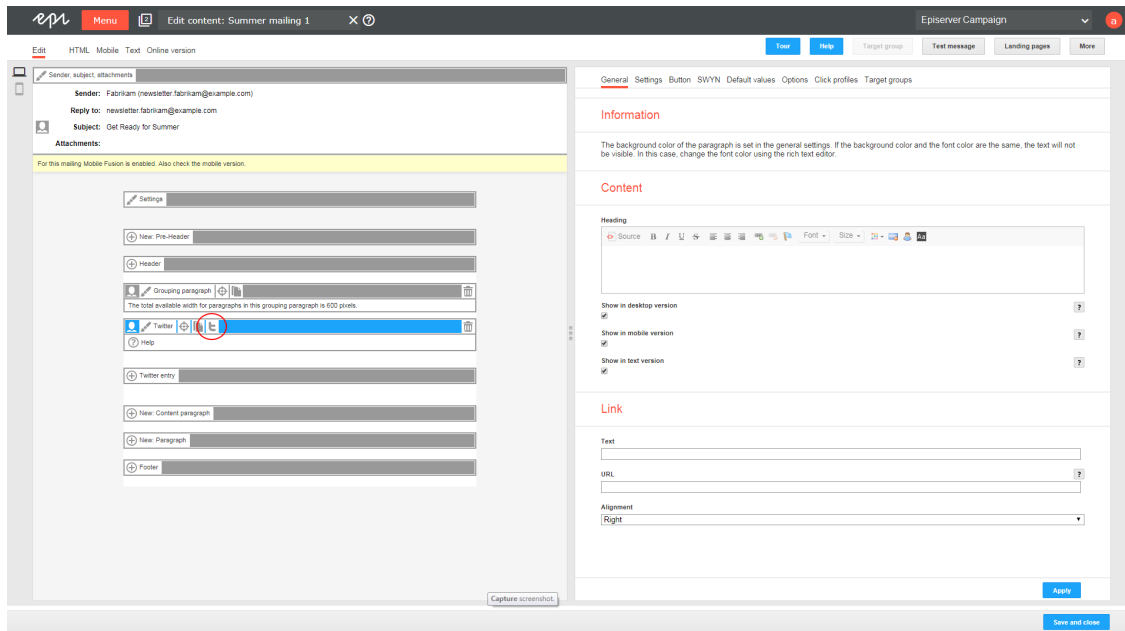 epi Menu 2 Edit content: Summer mailing 1 X ? Episerver Campaign a
Edit HTML Mobile Text Online version Tour Help Target group Test message Landing pages More
Sender, subject, attachments
Sender: Fabrikam (newsletter.fabrikam@example.com)
Reply to: newsletter.fabrikam@example.com
Subject: Get Ready for Summer
Attachments:
For this mailing Mobile Fusion is enabled. Also check the mobile version.
Settings
New: Pre-Header
Header
Grouping paragraph
The total available width for paragraphs in this grouping paragraph is 600 pixels.
Twitter
? Help
Twitter entry
New: Content paragraph
New: Paragraph
Footer
Capture screenshot.
General Settings Button SWYN Default values Options Click profiles Target groups
Information
The background color of the paragraph is set in the general settings. If the background color and the font color are the same, the text will not
be visible. In this case, change the font color using the rich text editor.
Content
Heading
Source B I U S Font Size Aa
Show in desktop version ?
Show in mobile version ?
Show in text version ?
Link
Text
URL ?
Alignment
Right
Apply
Save and close